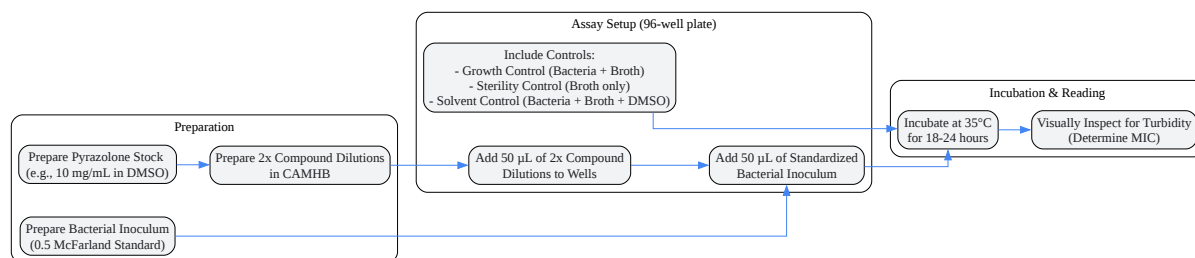 Preparation
Prepare Pyrazolone Stock
(e.g., 10 mg/mL in DMSO)
Prepare 2x Compound Dilutions
in CAMHB
Prepare Bacterial Inoculum
(0.5 McFarland Standard)
Assay Setup (96-well plate)
Include Controls:
- Growth Control (Bacteria + Broth)
- Sterility Control (Broth only)
- Solvent Control (Bacteria + Broth + DMSO)
Add 50 µL of 2x Compound
Dilutions to Wells
Add 50 µL of Standardized
Bacterial Inoculum
Incubation & Reading
Incubate at 35°C
for 18-24 hours
Visually Inspect for Turbidity
(Determine MIC)